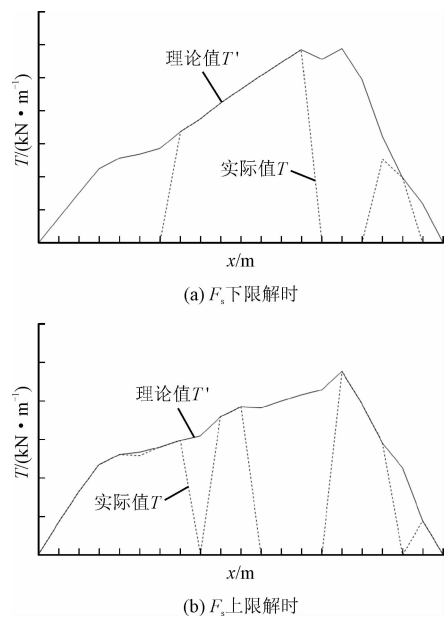 T/(kN·m⁻¹)
理论值T'
实际值T
x/m
(a) Fₛ下限解时
T/(kN·m⁻¹)
理论值T'
实际值T
x/m
(b) Fₛ上限解时